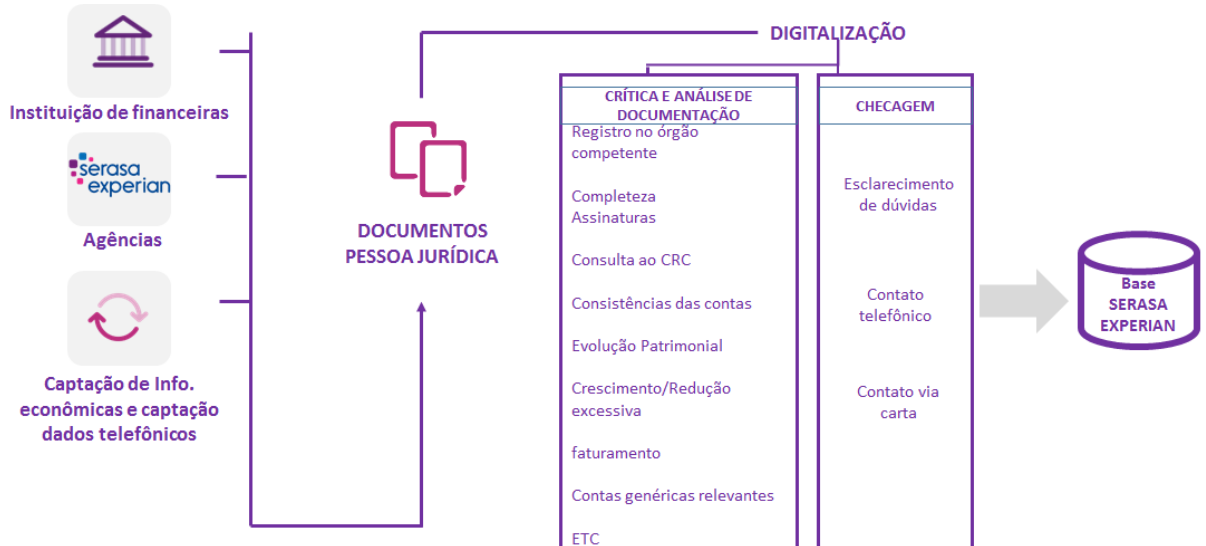 Instituição de financeiras
serasa
experian
Agências
Captação de Info.
econômicas e captação
dados telefônicos
DOCUMENTOS
PESSOA JURÍDICA
DIGITALIZAÇÃO
CRÍTICA E ANÁLISE DE
DOCUMENTAÇÃO
Registro no órgão
competente
Completeza
Assinaturas
Consulta ao CRC
Consistências das contas
Evolução Patrimonial
Crescimento/Redução
excessiva
faturamento
Contas genéricas relevantes
ETC
CHECAGEM
Esclarecimento
de dúvidas
Contato
telefônico
Contato via
carta
Base
SERASA
EXPERIAN